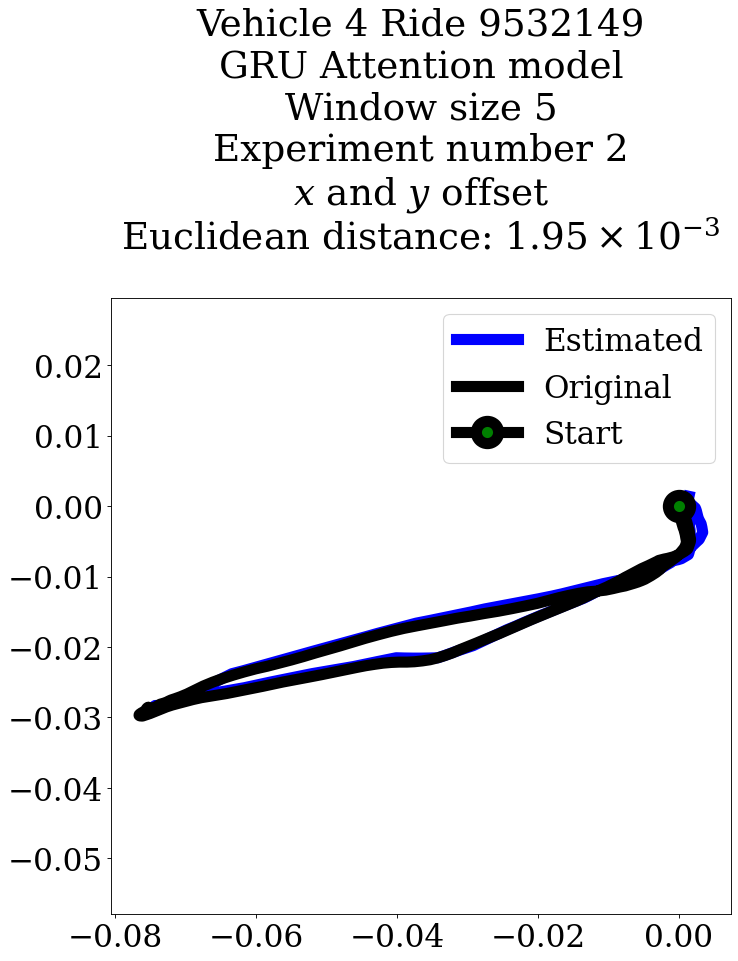 Vehicle 4 Ride 9532149
GRU Attention model
Window size 5
Experiment number 2
x and y offset
Euclidean distance: 1.95 × 10⁻³
Estimated
Original
Start
0.02
0.01
0.00
−0.01
−0.02
−0.03
−0.04
−0.05
−0.08 −0.06 −0.04 −0.02 0.00